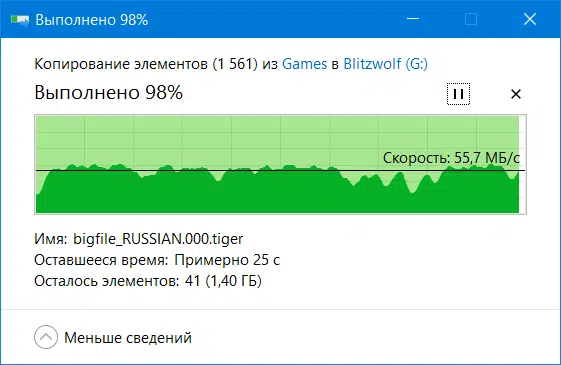 Выполнено 98%
Копирование элементов (1 561) из Games в Blitzwolf (G:)
Выполнено 98%
Скорость: 55,7 МБ/с
Имя: bigfile_RUSSIAN.000.tiger
Оставшееся время: Примерно 25 с
Осталось элементов: 41 (1,40 ГБ)
Меньше сведений